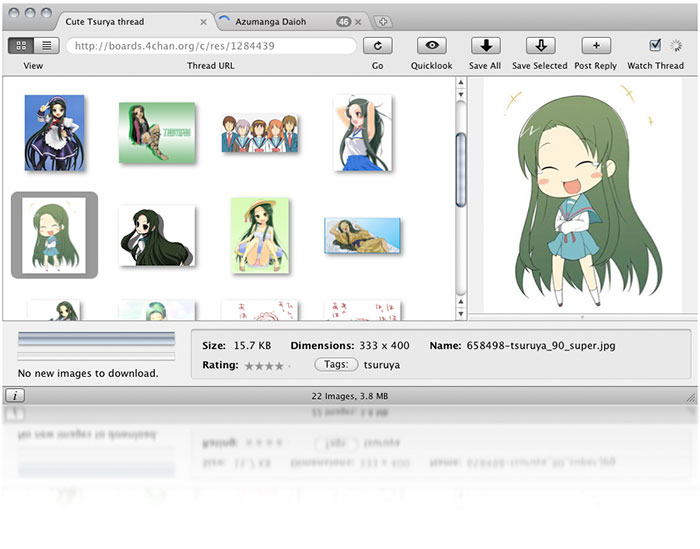 Cute Tsurya thread
Azumanga Daioh 46
http://boards.4chan.org/c/res/1284439
View Thread URL Go Quicklook Save All Save Selected Post Reply Watch Thread
Size: 15.7 KB Dimensions: 333 x 400 Name: 658498-tsuruya_90_super.jpg
Rating: Tags: tsuruya
No new images to download.
i
22 Images, 3.8 MB